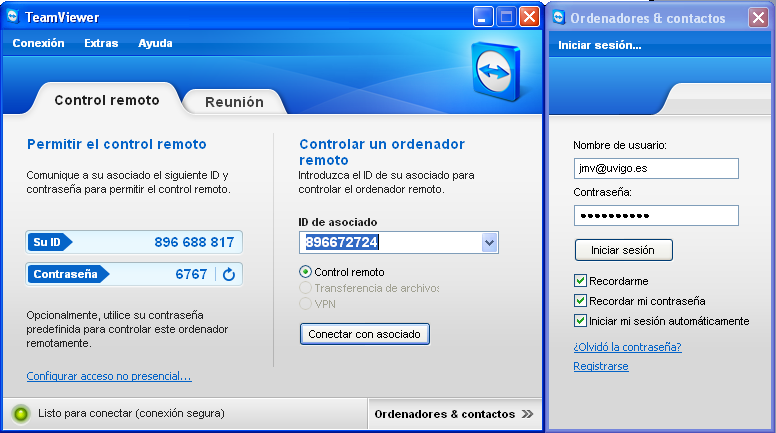 TeamViewer
Conexión Extras Ayuda
Control remoto
Reunión
Permitir el control remoto
Comunique a su asociado el siguiente ID y
contraseña para permitir el control remoto.
Su ID 896 688 817
Contraseña 6767
Opcionalmente, utilice su contraseña
predefinida para controlar este ordenador
remotamente.
Configurar acceso no presencial...
Controlar un ordenador
remoto
Introduzca el ID de su asociado para
controlar el ordenador remoto.
ID de asociado
896672724
Control remoto
Transferencia de archivos
VPN
Conectar con asociado
Listo para conectar (conexión segura)
Ordenadores & contactos >>
Ordenadores & contactos
Iniciar sesión...
Nombre de usuario:
jmv@uvigo.es
Contraseña:
●●●●●●●●●●
Iniciar sesión
Recordarme
Recordar mi contraseña
Iniciar mi sesión automáticamente
¿Olvidó la contraseña?
Registrarse